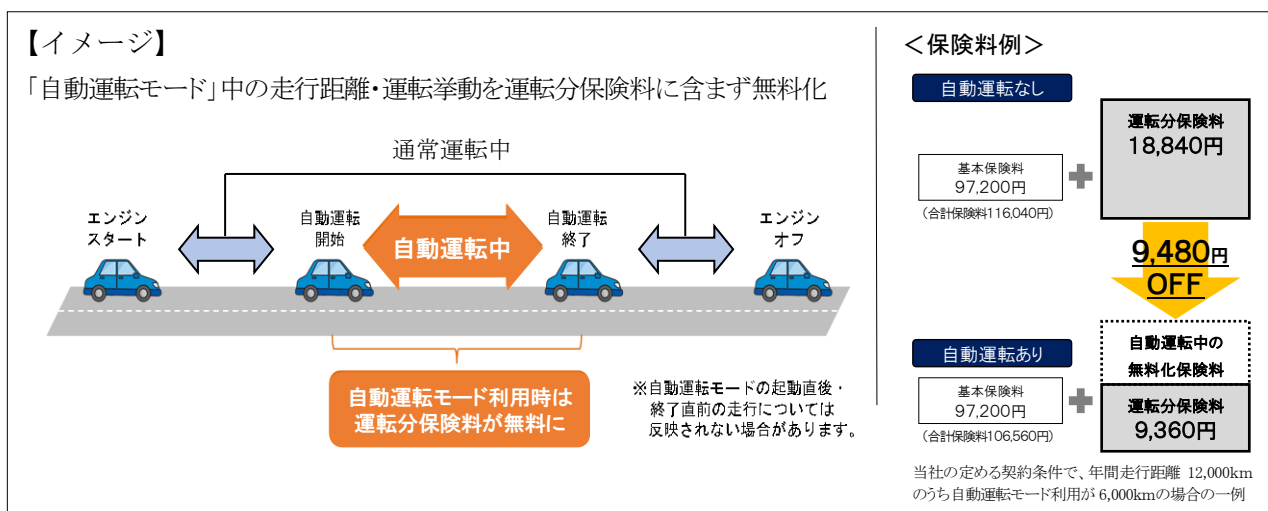 【イメージ】
「自動運転モード」中の走行距離・運転挙動を運転分保険料に含まず無料化
通常運転中
エンジン
スタート
自動運転
開始
自動運転中
自動運転
終了
エンジン
オフ
自動運転モード利用時は
運転分保険料が無料に
※自動運転モードの起動直後・
終了直前の走行については
反映されない場合があります。
＜保険料例＞
自動運転なし
基本保険料
97,200円
(合計保険料116,040円)
運転分保険料
18,840円
9,480円
OFF
自動運転あり
基本保険料
97,200円
(合計保険料106,560円)
自動運転中の
無料化保険料
運転分保険料
9,360円
当社の定める契約条件で、年間走行距離 12,000km
のうち自動運転モード利用が 6,000kmの場合の一例